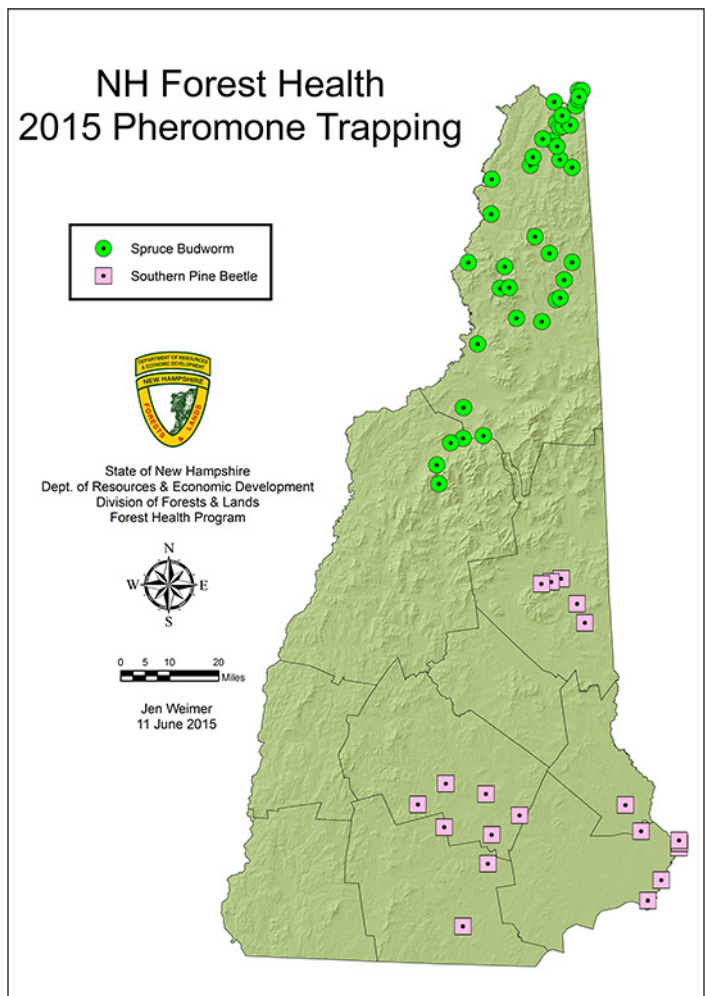 NH Forest Health
2015 Pheromone Trapping
Spruce Budworm
Southern Pine Beetle
DEPARTMENT OF RESOURCES
& ECONOMIC DEVELOPMENT
NEW HAMPSHIRE
FORESTS & LANDS
State of New Hampshire
Dept. of Resources & Economic Development
Division of Forests & Lands
Forest Health Program
N
W E
S
0 5 10 20
Miles
Jen Weimer
11 June 2015